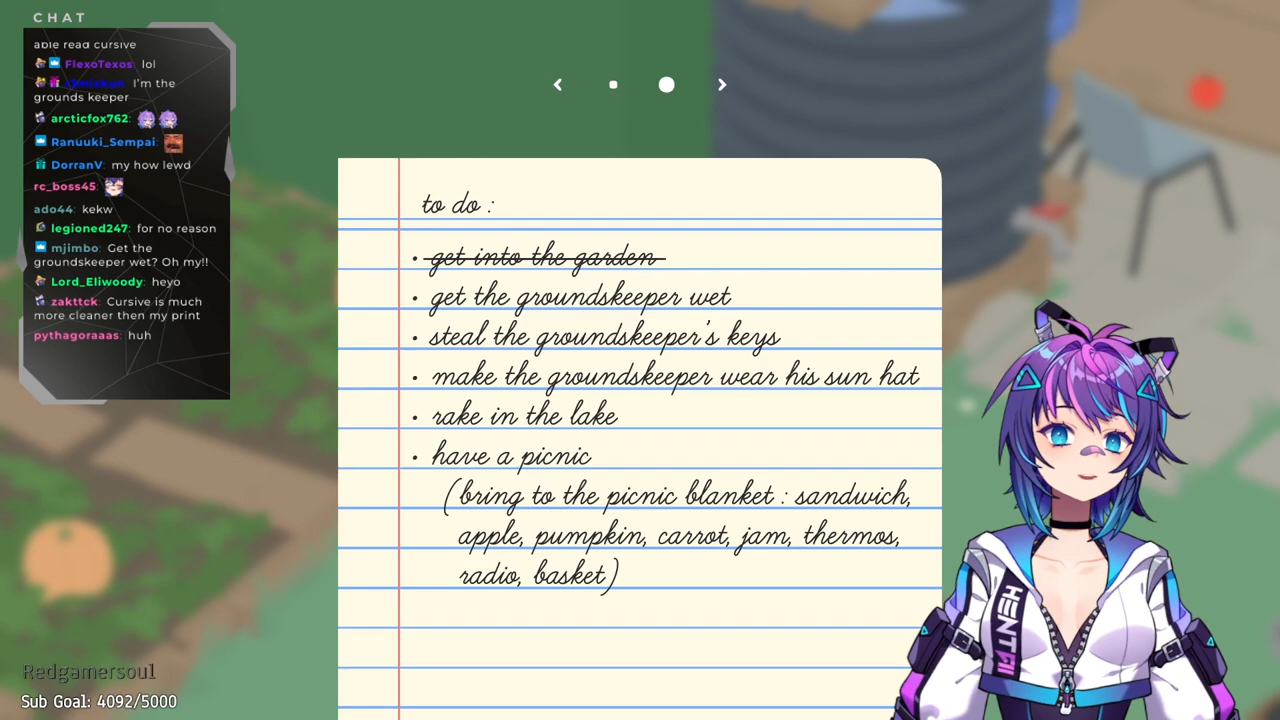 CHAT
able read cursive
FlexoTexos: lol
I'm the
grounds keeper
arcticfox762:
Ranuuki_Sempai:
DorranV: my how lewd
rc_boss45:
ado44: kekw
legioned247: for no reason
mjimbo: Get the
groundskeeper wet? Oh my!!
Lord_Eliwoody: heyo
zakttck: Cursive is much
more cleaner then my print
pythagoraaas: huh
to do :
• get into the garden
• get the groundskeeper wet
• steal the groundskeeper's keys
• make the groundskeeper wear his sun hat
• rake in the lake
• have a picnic
(bring to the picnic blanket : sandwich,
apple, pumpkin, carrot, jam, thermos,
radio, basket)
HENTAI
Redgamersoul
Sub Goal: 4092/5000